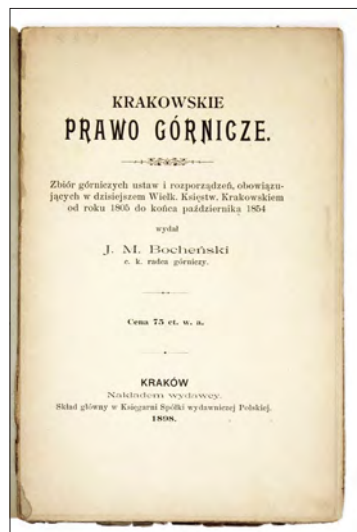 KRAKOWSKIE
PRAWO GÓRNICZE.
Zbiór górniczych ustaw i rozporządzeń, obowiązu-
jących w dzisiejszem Wielk. Księstw. Krakowskiem
od roku 1805 do końca października 1854
wydał
J. M. Bocheński
c. k. radca górniczy.
Cena 75 ct. w. a.
KRAKÓW
Nakładem wydawcy.
Skład główny w Księgarni Spółki wydawniczej Polskiej.
1898.